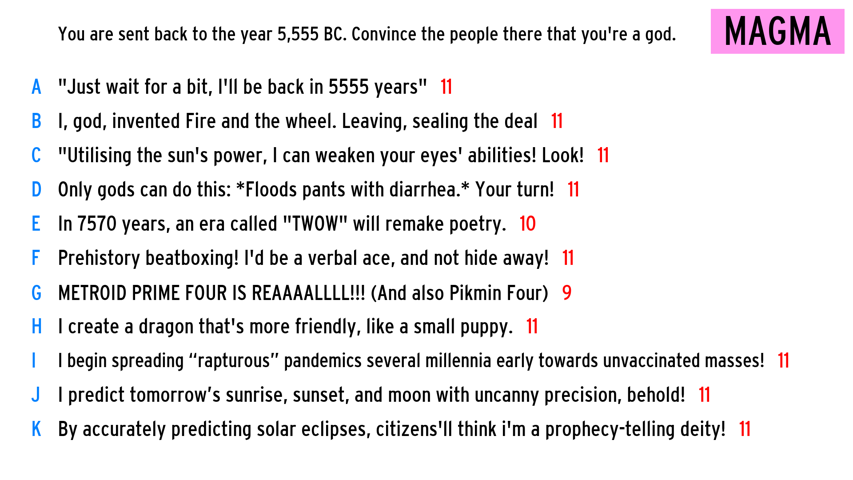 You are sent back to the year 5,555 BC. Convince the people there that you're a god.
MAGMA
A "Just wait for a bit, I'll be back in 5555 years" 11
B I, god, invented Fire and the wheel. Leaving, sealing the deal 11
C "Utilising the sun's power, I can weaken your eyes' abilities! Look! 11
D Only gods can do this: *Floods pants with diarrhea.* Your turn! 11
E In 7570 years, an era called "TWOW" will remake poetry. 10
F Prehistory beatboxing! I'd be a verbal ace, and not hide away! 11
G METROID PRIME FOUR IS REAAAALLLL!!! (And also Pikmin Four) 9
H I create a dragon that's more friendly, like a small puppy. 11
I I begin spreading “rapturous” pandemics several millennia early towards unvaccinated masses! 11
J I predict tomorrow’s sunrise, sunset, and moon with uncanny precision, behold! 11
K By accurately predicting solar eclipses, citizens'll think i'm a prophecy-telling deity! 11